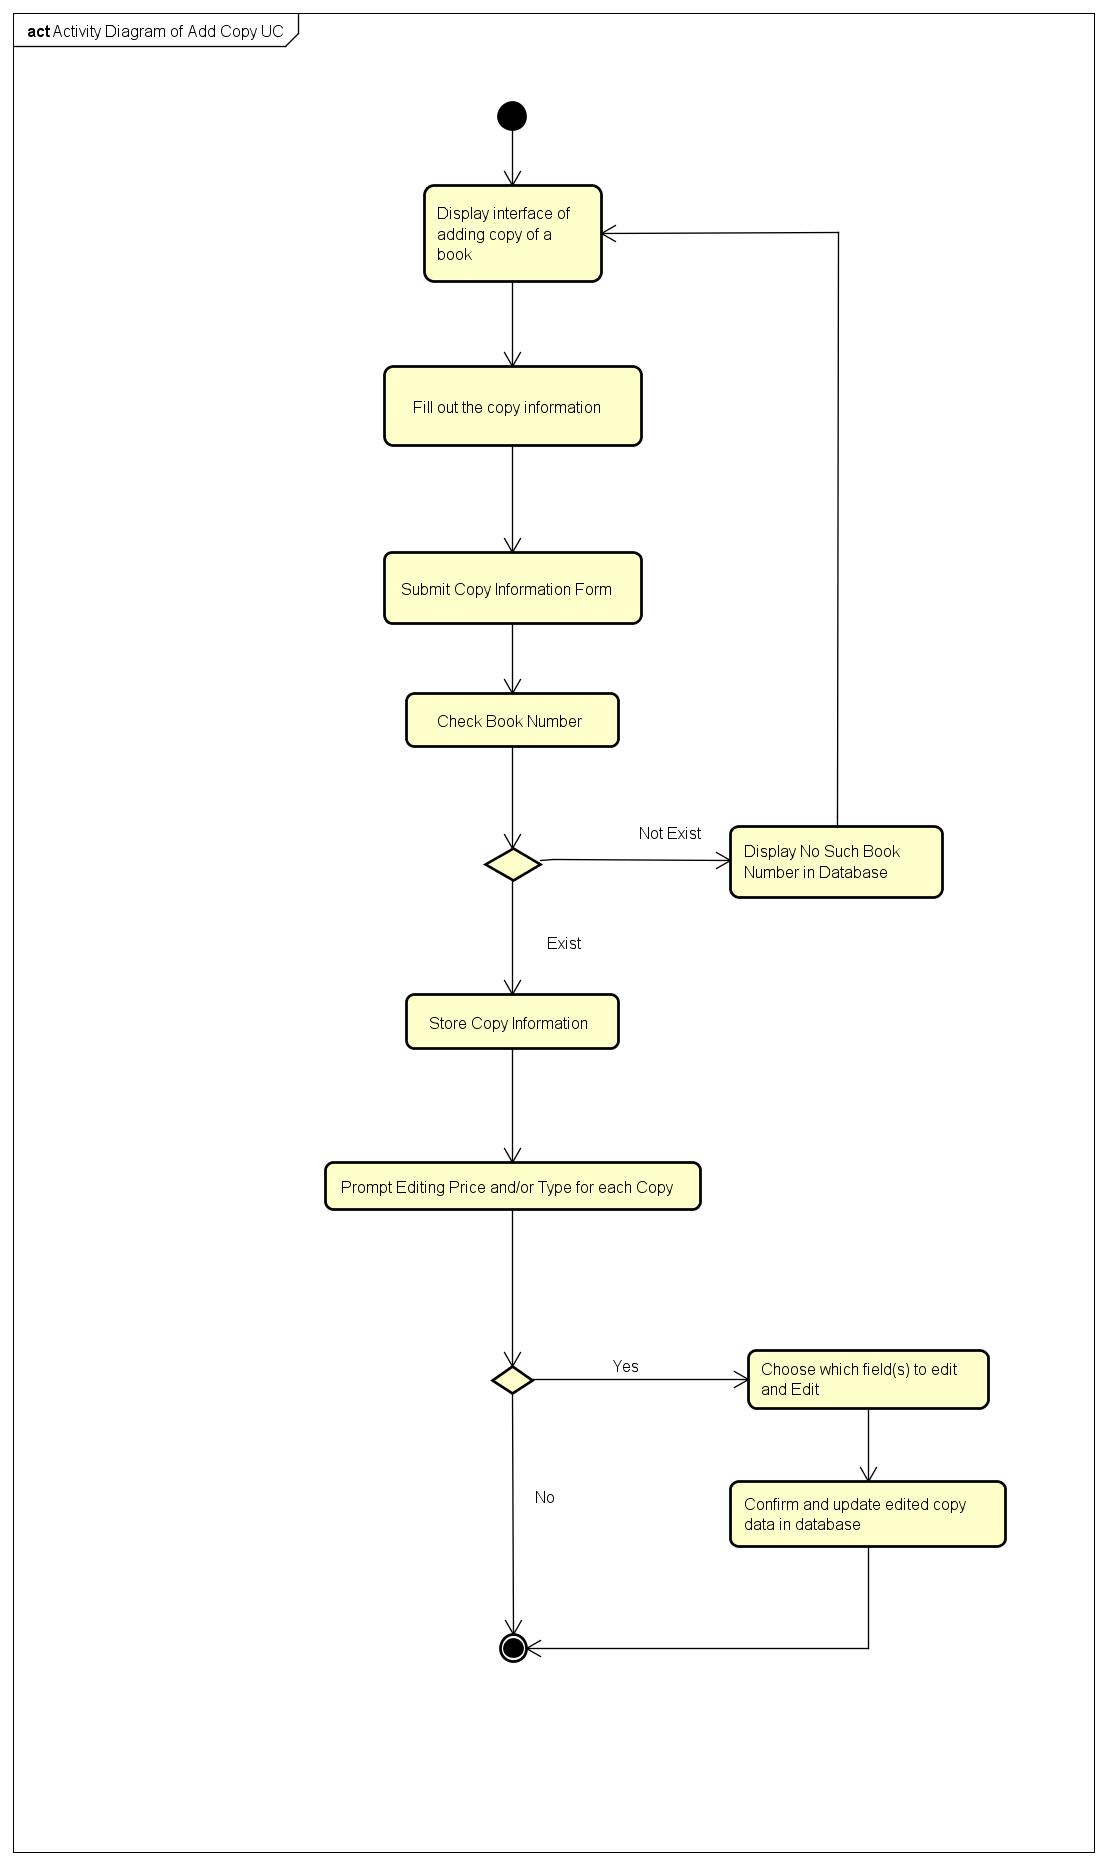 act Activity Diagram of Add Copy UC
Display interface of
adding copy of a
book
Fill out the copy information
Submit Copy Information Form
Check Book Number
Not Exist
Display No Such Book
Number in Database
Exist
Store Copy Information
Prompt Editing Price and/or Type for each Copy
Yes
Choose which field(s) to edit
and Edit
No
Confirm and update edited copy
data in database